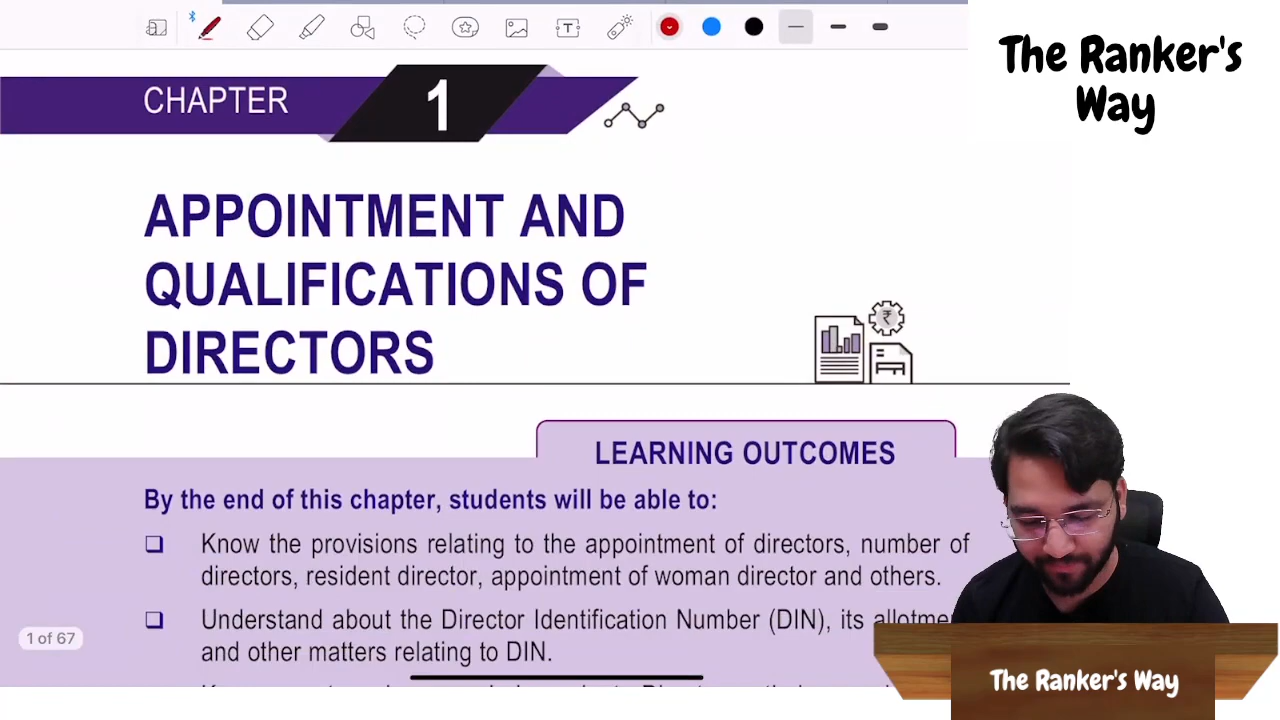 The Ranker's
Way
CHAPTER 1
APPOINTMENT AND
QUALIFICATIONS OF
DIRECTORS
LEARNING OUTCOMES
By the end of this chapter, students will be able to:
❑ Know the provisions relating to the appointment of directors, number of
directors, resident director, appointment of woman director and others.
❑ Understand about the Director Identification Number (DIN), its
and other matters relating to DIN.
1 of 67
The Ranker's Way